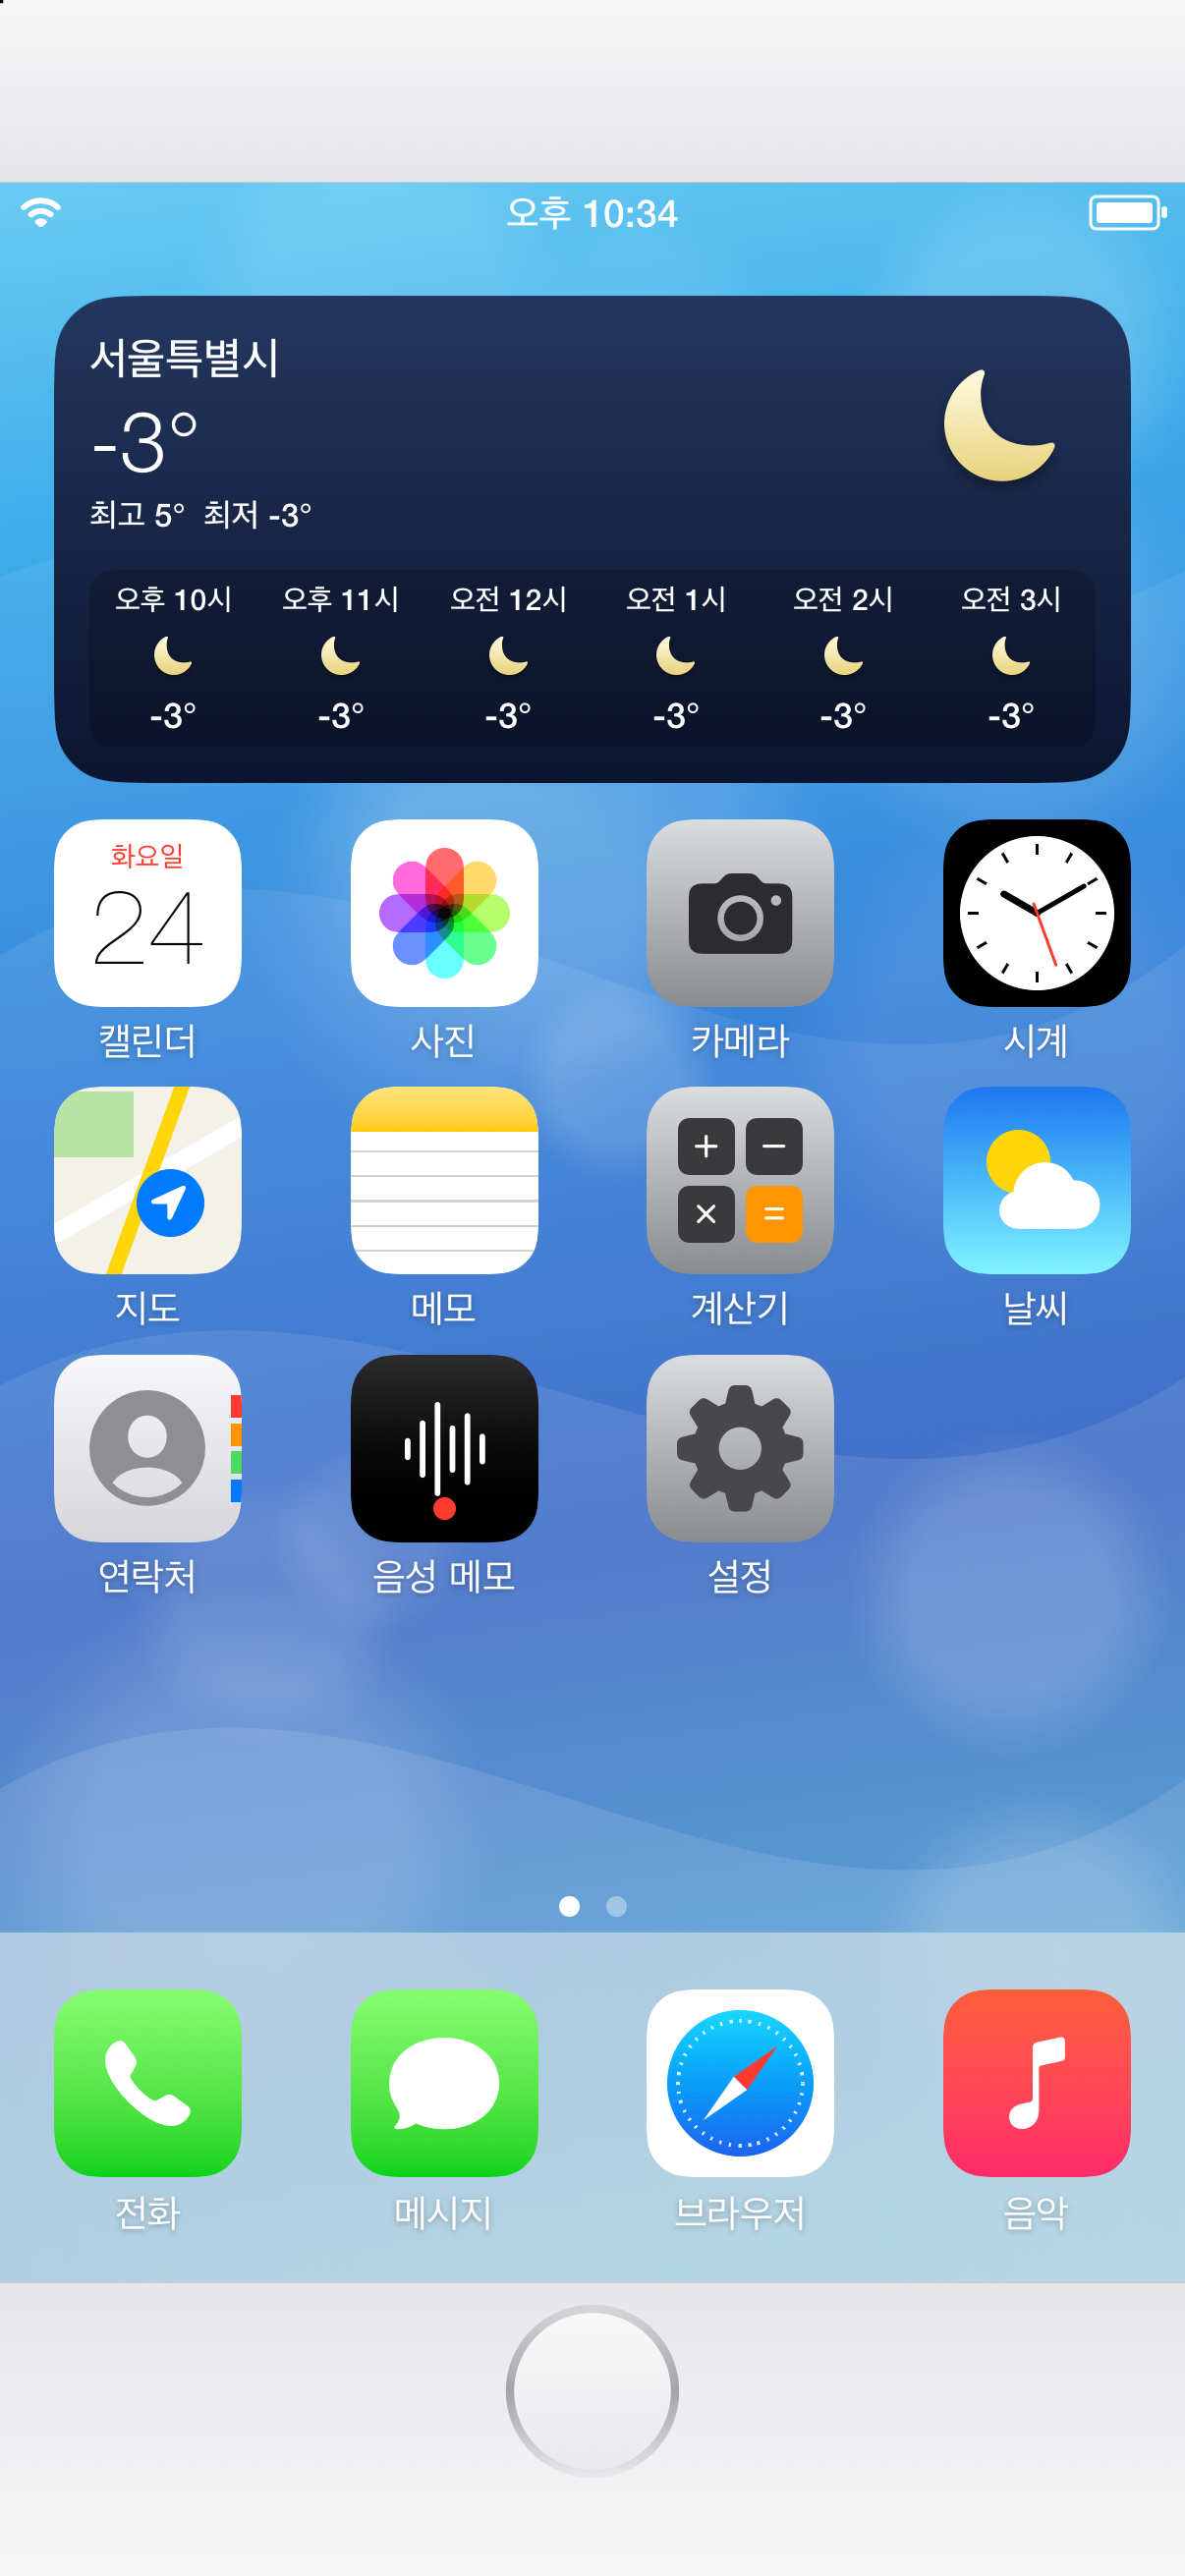 오후 10:34
서울특별시
-3°
최고 5° 최저 -3°
오후 10시 오후 11시 오전 12시 오전 1시 오전 2시 오전 3시
-3° -3° -3° -3° -3° -3°
화요일
24
캘린더 사진 카메라 시계
지도 메모 계산기 날씨
연락처 음성 메모 설정
전화 메시지 브라우저 음악